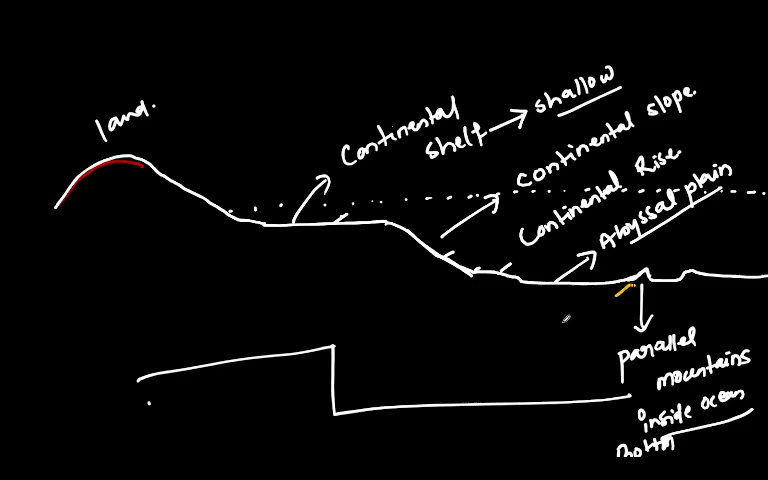 land.
Continental
shelf → shallow
Continental slope.
Continental Rise
Abyssal plain
parallel
mountains
inside ocean